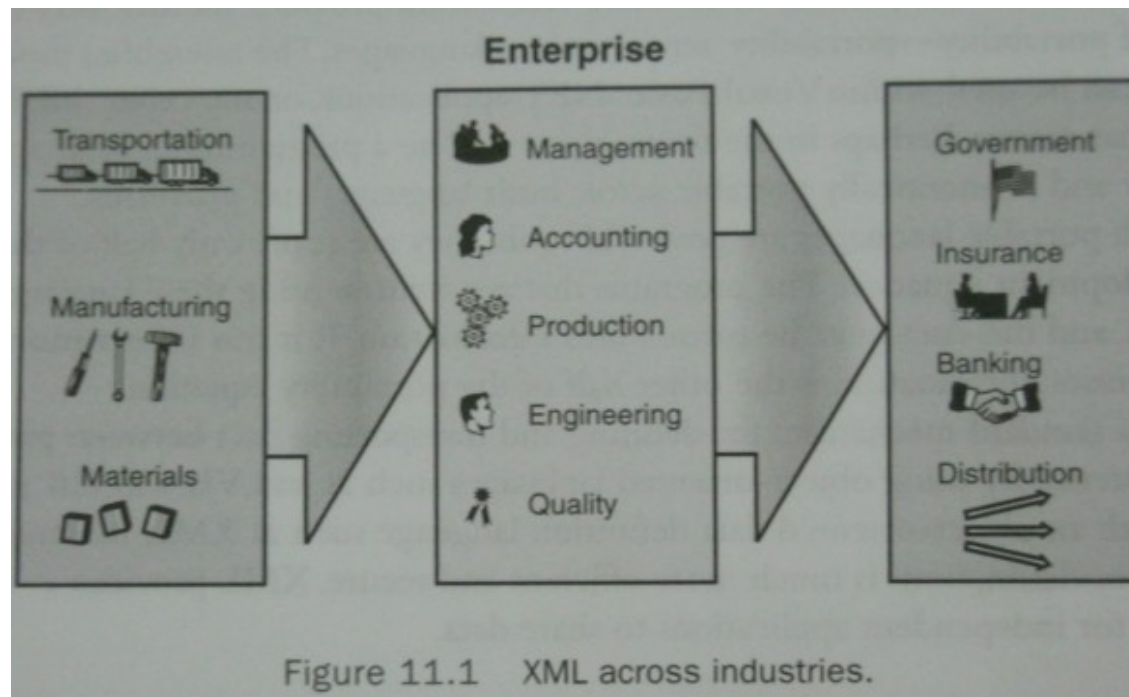 Enterprise
Transportation
Manufacturing
Materials
Management
Accounting
Production
Engineering
Quality
Government
Insurance
Banking
Distribution
Figure 11.1 XML across industries.